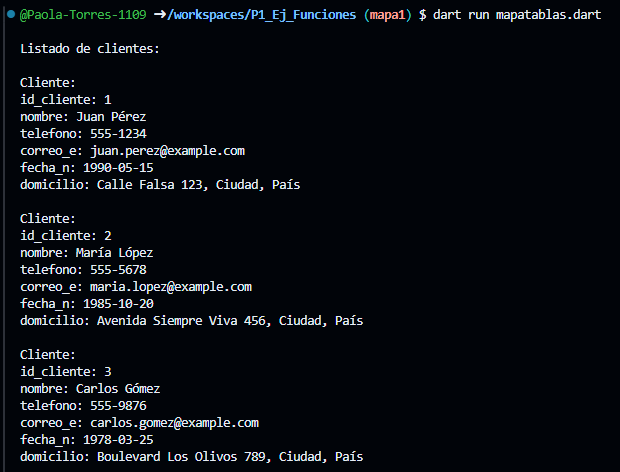 @Paola-Torres-1109 ➜/workspaces/P1_Ej_Funciones (mapa1) $ dart run mapatablas.dart
Listado de clientes:
Cliente:
id_cliente: 1
nombre: Juan Pérez
telefono: 555-1234
correo_e: juan.perez@example.com
fecha_n: 1990-05-15
domicilio: Calle Falsa 123, Ciudad, País
Cliente:
id_cliente: 2
nombre: María López
telefono: 555-5678
correo_e: maria.lopez@example.com
fecha_n: 1985-10-20
domicilio: Avenida Siempre Viva 456, Ciudad, País
Cliente:
id_cliente: 3
nombre: Carlos Gómez
telefono: 555-9876
correo_e: carlos.gomez@example.com
fecha_n: 1978-03-25
domicilio: Boulevard Los Olivos 789, Ciudad, País